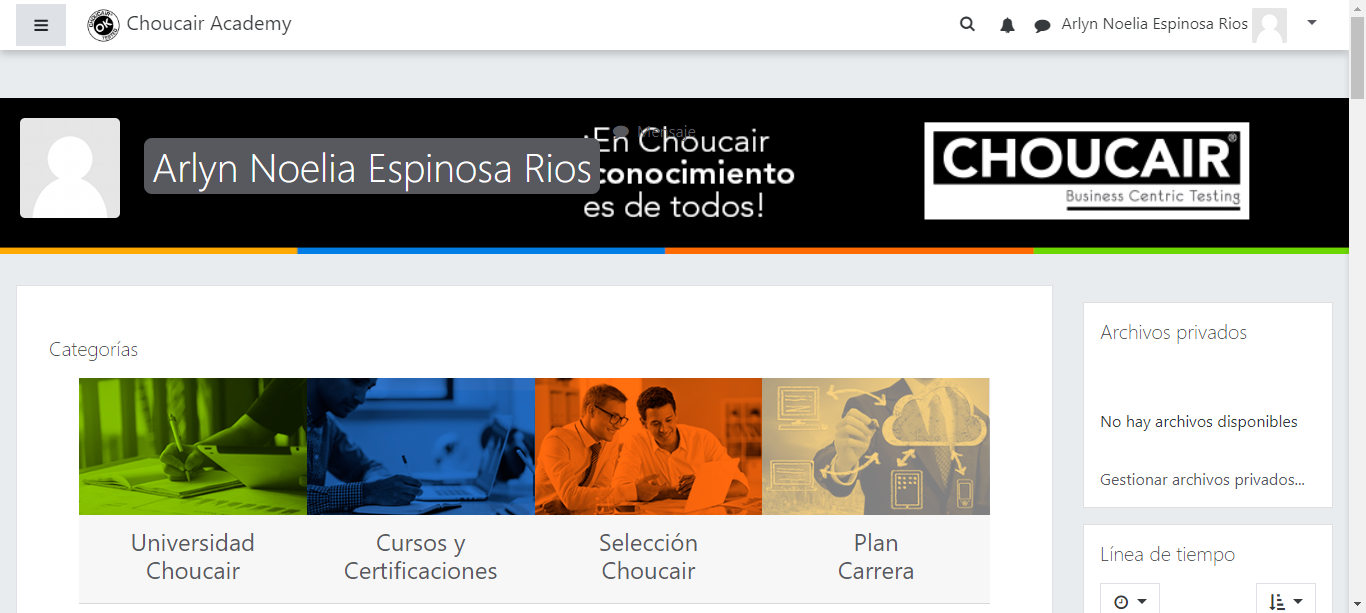 Choucair Academy
Arlyn Noelia Espinosa Rios
Mensaje
Arlyn Noelia Espinosa Rios
¡En Choucair
conocimiento
es de todos!
CHOUCAIR®
Business Centric Testing
Categorías
Archivos privados
No hay archivos disponibles
Gestionar archivos privados...
Universidad
Choucair
Cursos y
Certificaciones
Selección
Choucair
Plan
Carrera
Línea de tiempo